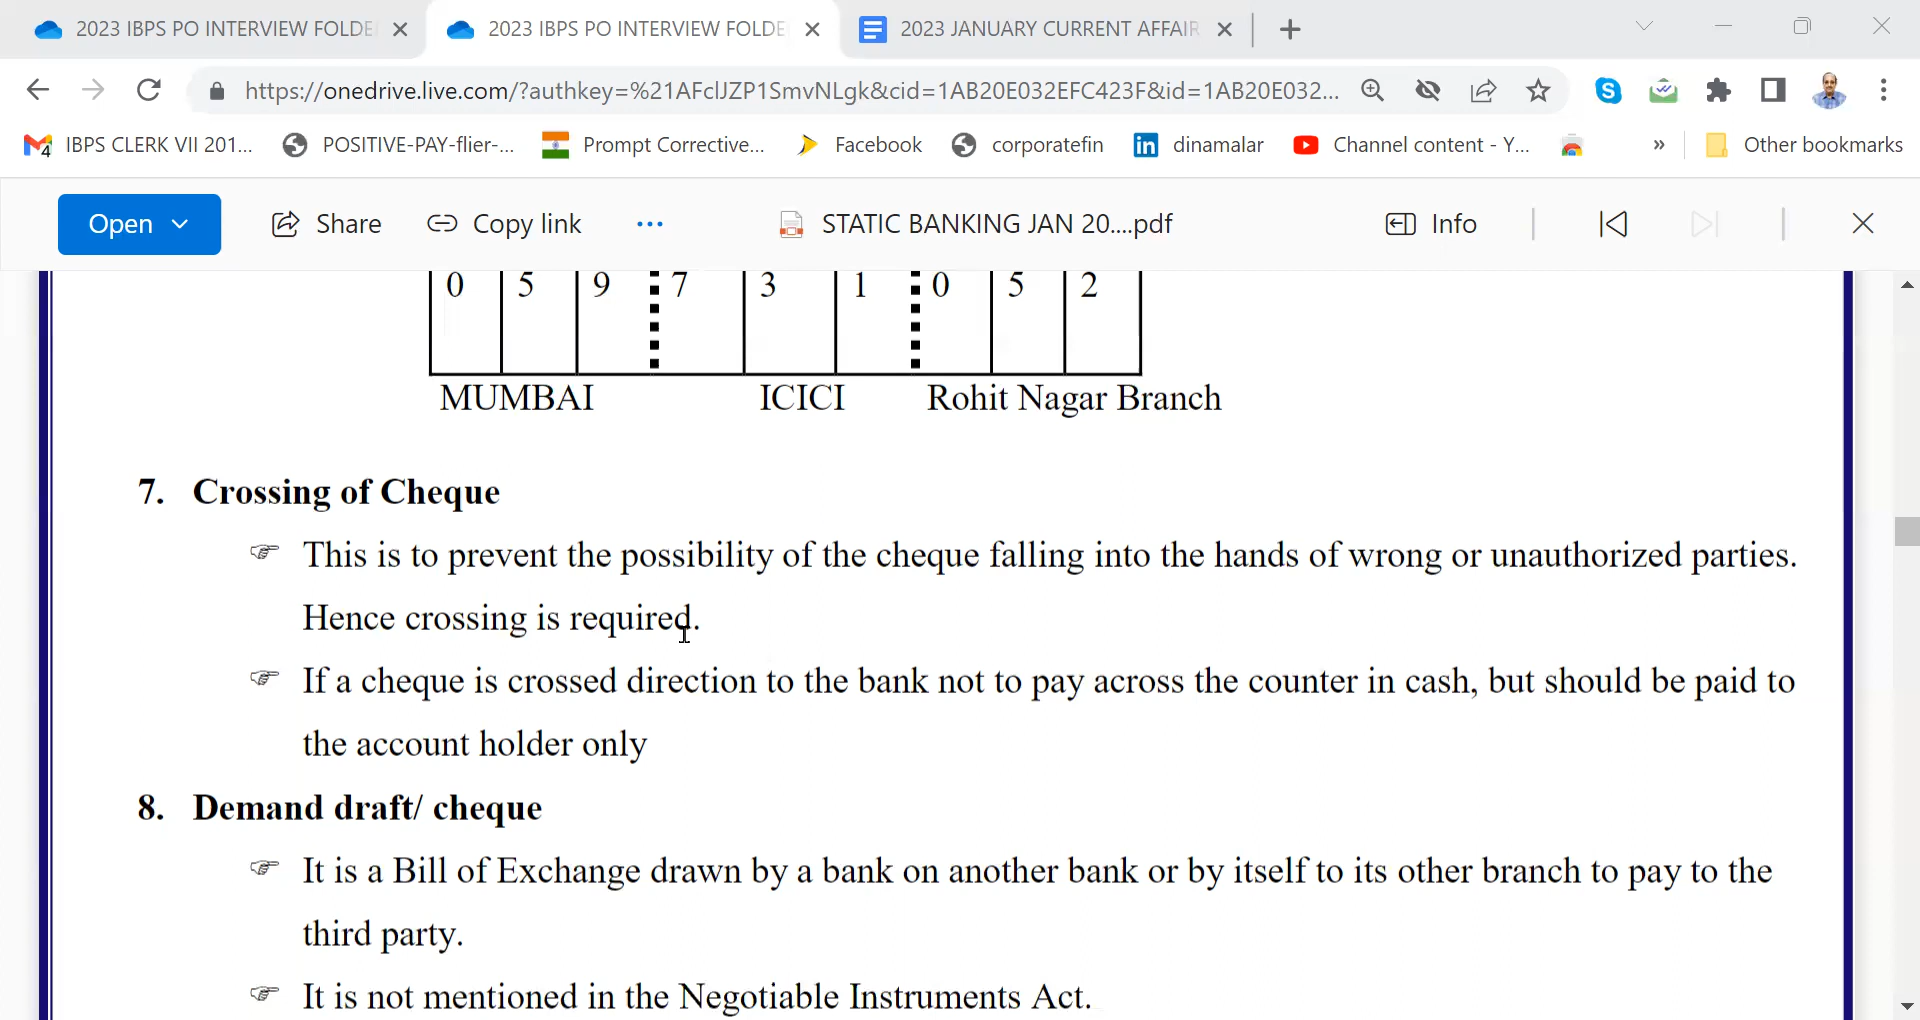 2023 IBPS PO INTERVIEW FOLDE
2023 IBPS PO INTERVIEW FOLDE
2023 JANUARY CURRENT AFFAIR
https://onedrive.live.com/?authkey=%21AFclJZP1SmvNLgk&cid=1AB20E032EFC423F&id=1AB20E032...
IBPS CLERK VII 201... POSITIVE-PAY-flier-... Prompt Corrective... Facebook corporatefin dinamalar Channel content - Y... » Other bookmarks
Open Share Copy link ... STATIC BANKING JAN 20....pdf Info
0 5 9 7 3 1 0 5 2
MUMBAI ICICI Rohit Nagar Branch
7. Crossing of Cheque
This is to prevent the possibility of the cheque falling into the hands of wrong or unauthorized parties.
Hence crossing is required.
If a cheque is crossed direction to the bank not to pay across the counter in cash, but should be paid to
the account holder only
8. Demand draft/ cheque
It is a Bill of Exchange drawn by a bank on another bank or by itself to its other branch to pay to the
third party.
It is not mentioned in the Negotiable Instruments Act.